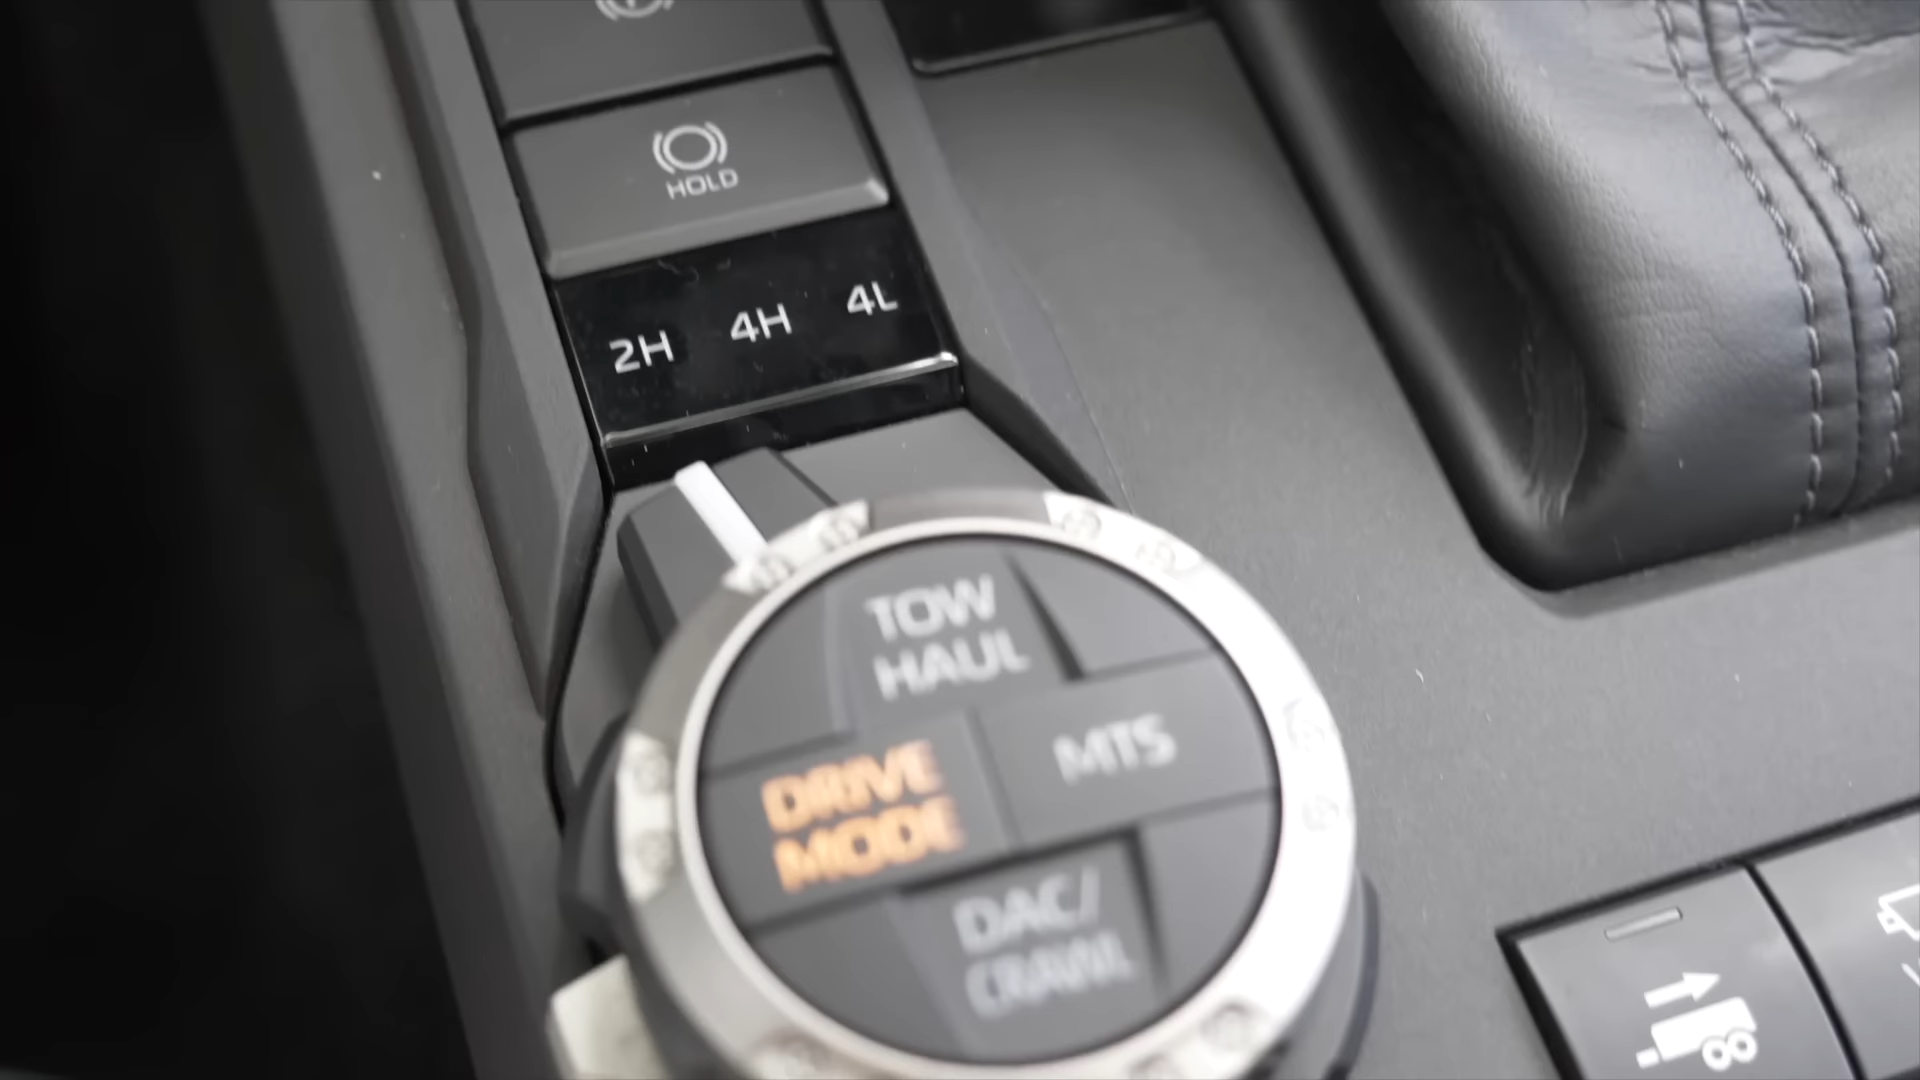 HOLD
2H 4H 4L
TOW
HAUL
MTS
DRIVE
MODE
DAC/
CRAWL